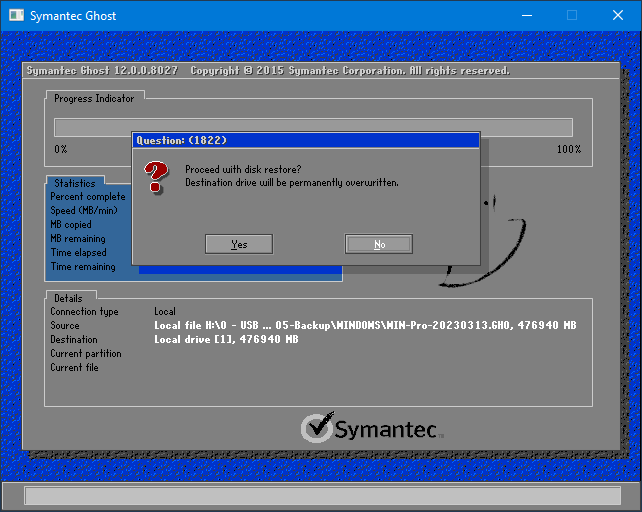 Symantec Ghost
Symantec Ghost 12.0.0.8027 Copyright © 2015 Symantec Corporation. All rights reserved.
Progress Indicator
0% 100%
Question: (1822)
Proceed with disk restore?
Destination drive will be permanently overwritten.
Yes No
Statistics
Percent complete
Speed (MB/min)
MB copied
MB remaining
Time elapsed
Time remaining
Details
Connection type Local
Source Local file H:\0 - USB ... 05-Backup\WINDOWS\WIN-Pro-20230313.GHO, 476940 MB
Destination Local drive [1], 476940 MB
Current partition
Current file
Symantec™